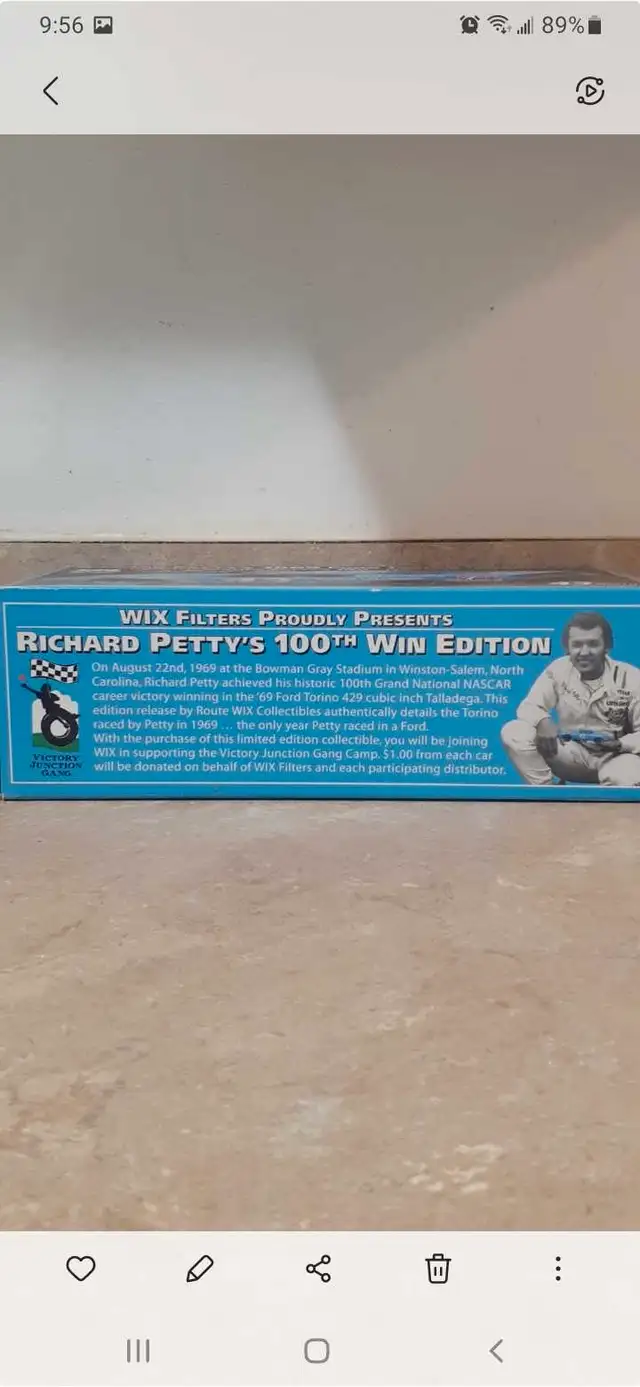 9:56
89%
WIX FILTERS PROUDLY PRESENTS
RICHARD PETTY'S 100TH WIN EDITION
On August 22nd, 1969 at the Bowman Gray Stadium in Winston-Salem, North
Carolina, Richard Petty achieved his historic 100th Grand National NASCAR
career victory winning in the '69 Ford Torino 429 cubic inch Talladega. This
edition release by Route WIX Collectibles authentically details the Torino
raced by Petty in 1969 ... the only year Petty raced in a Ford.
With the purchase of this limited edition collectible, you will be joining
WIX in supporting the Victory Junction Gang Camp. $1.00 from each car
will be donated on behalf of WIX Filters and each participating distributor.
VICTORY
JUNCTION
GANG